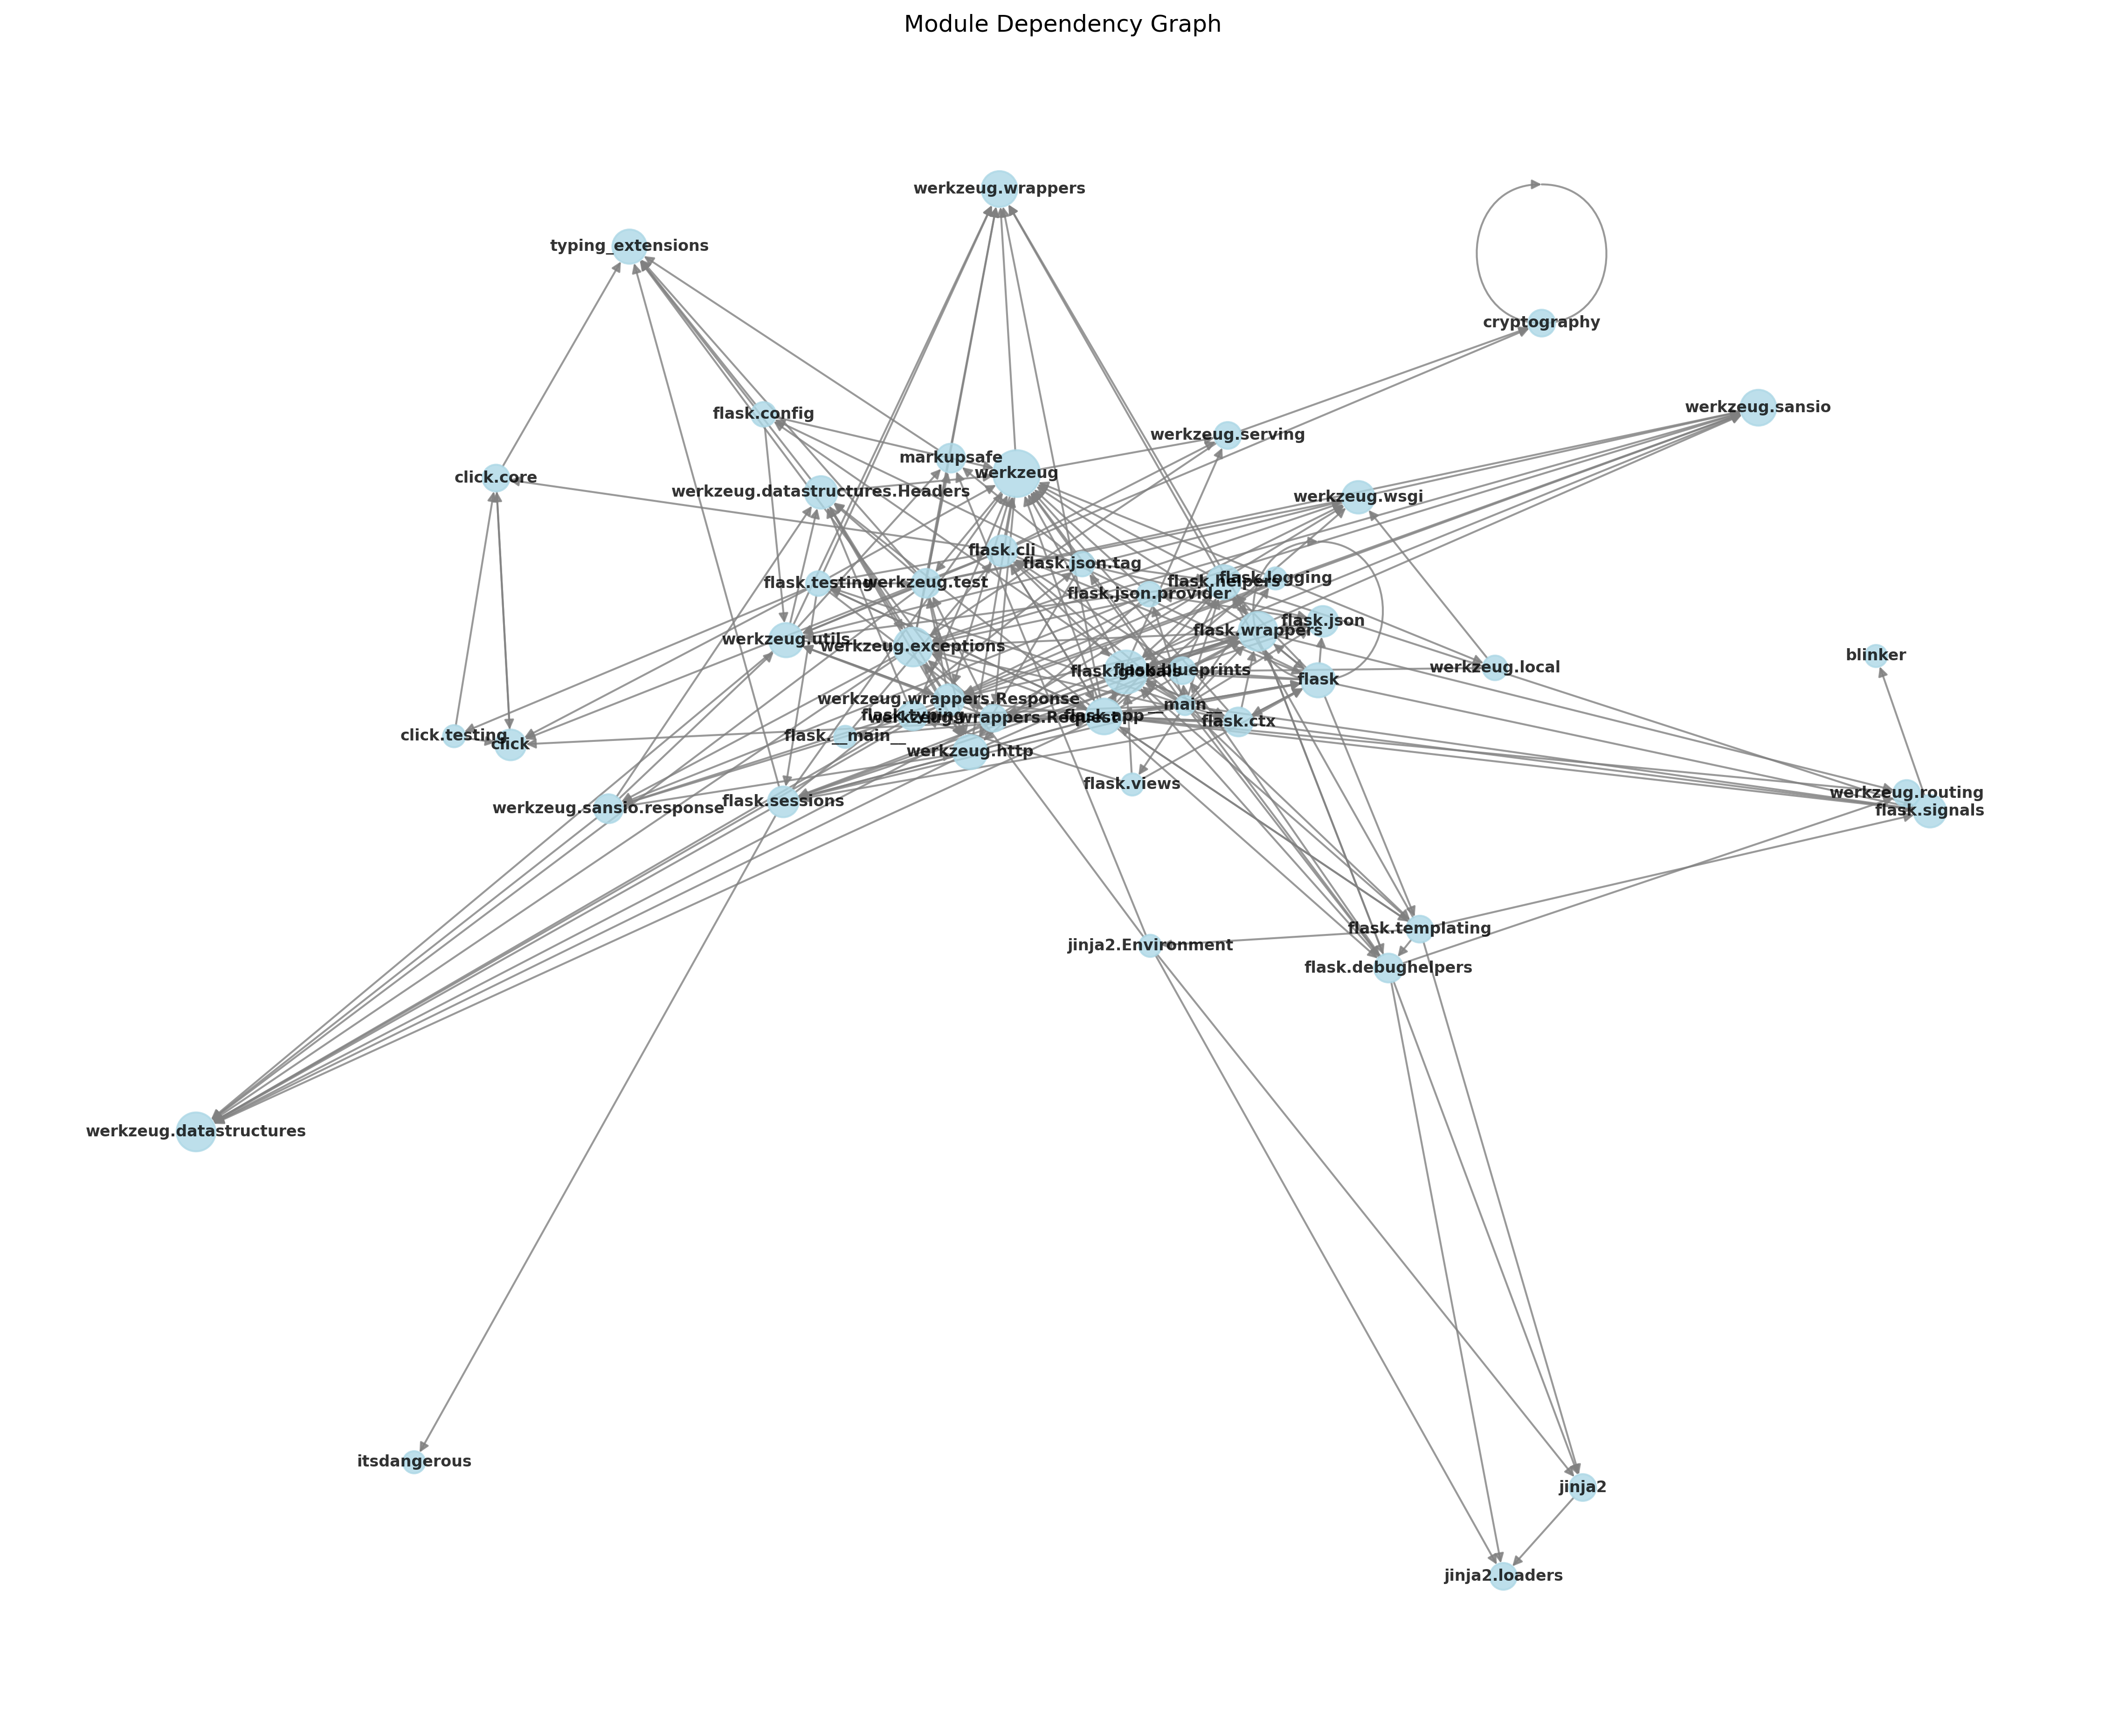 Module Dependency Graph
werkzeug.wrappers
typing_extensions
cryptography
werkzeug.sansio
flask.config
werkzeug.serving
markupsafe
werkzeug
click.core
werkzeug.datastructures.Headers
werkzeug.wsgi
flask.cli
flask.json.tag
flask.testing
werkzeug.test
flask.helpers
flask.logging
flask.json.provider
flask.json
flask.wrappers
werkzeug.utils
werkzeug.exceptions
blinker
werkzeug.local
flask.globals
flask.blueprints
flask
werkzeug.wrappers.Response
__main__
flask.typing
werkzeug.wrappers.Request
flask.app
flask.ctx
click.testing
click
flask.__main__
werkzeug.http
flask.views
werkzeug.routing
flask.signals
werkzeug.sansio.response
flask.sessions
flask.templating
jinja2.Environment
flask.debughelpers
werkzeug.datastructures
itsdangerous
jinja2
jinja2.loaders